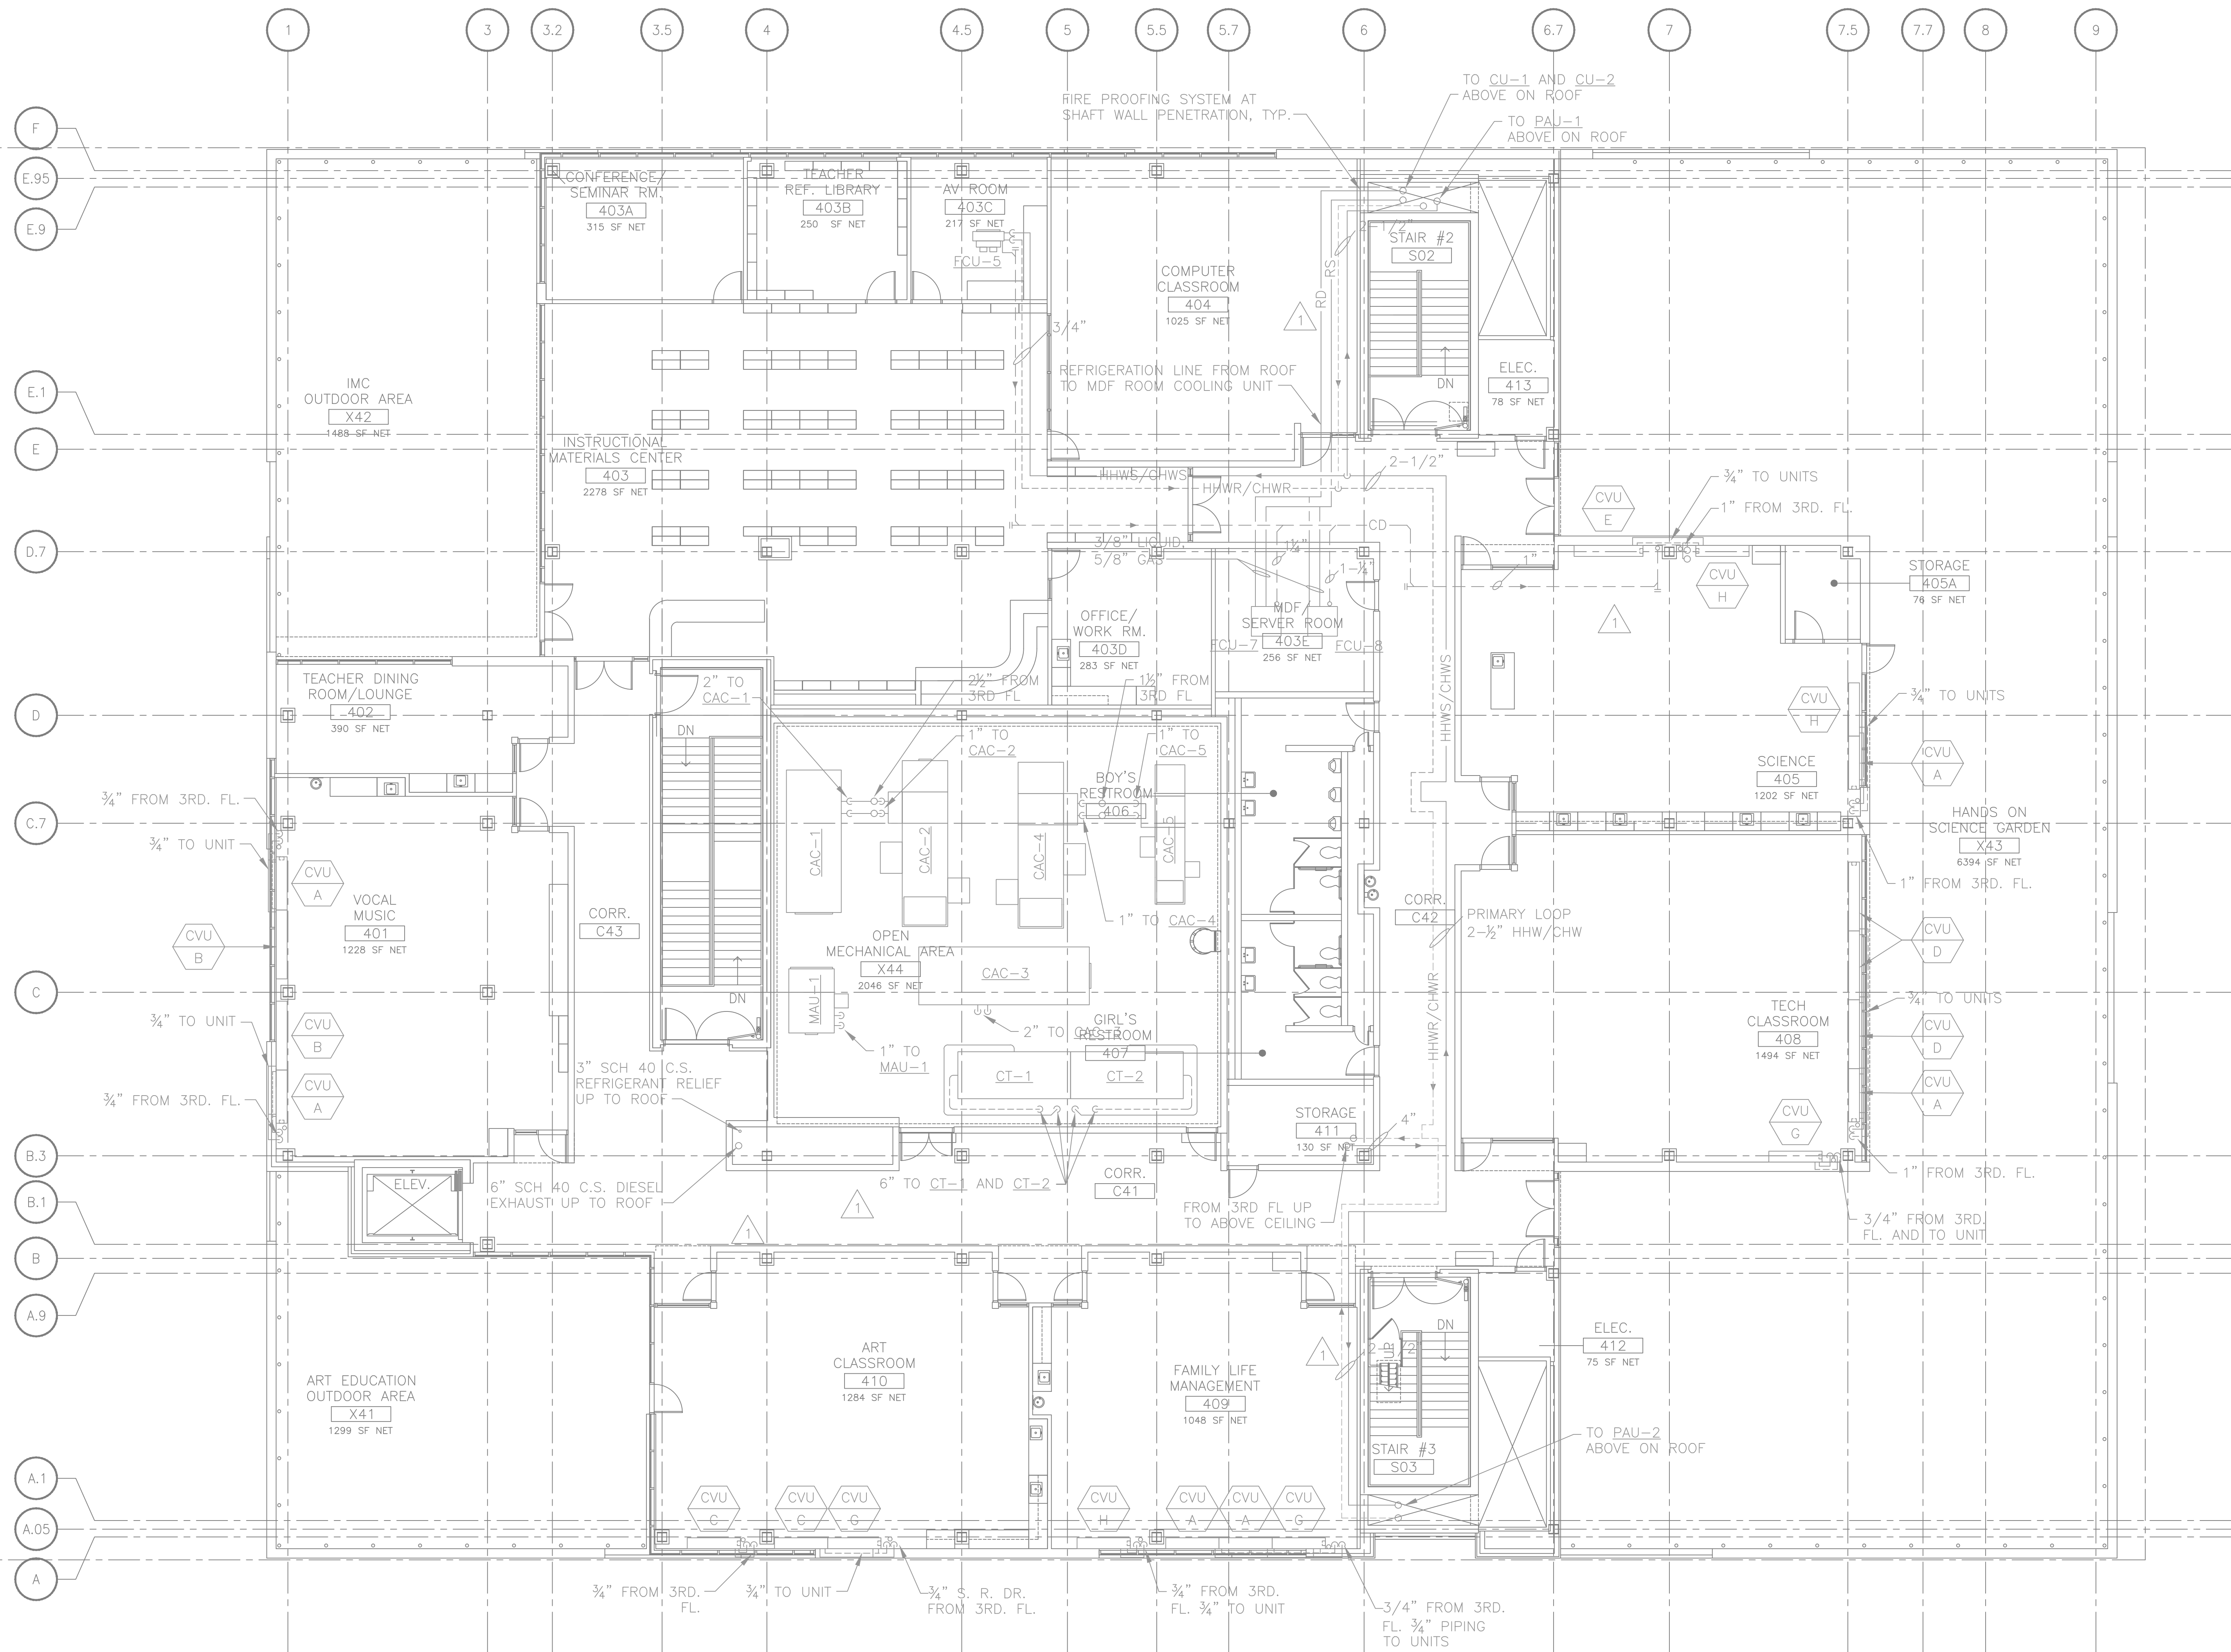 1
3
3.2
3.5
4
4.5
5
5.5
5.7
6
6.7
7
7.5
7.7
8
9
F
E.95
E.9
E.1
E
D.7
D
C.7
C
B.3
B.1
B
A.9
A.1
A.05
A
TO CU-1 AND CU-2
ABOVE ON ROOF
FIRE PROOFING SYSTEM AT
SHAFT WALL PENETRATION, TYP.
TO PAU-1
ABOVE ON ROOF
CONFERENCE/
SEMINAR RM.
403A
315 SF NET
TEACHER
REF. LIBRARY
403B
250 SF NET
AV ROOM
403C
217 SF NET
FCU-5
2-1/2"
STAIR #2
S02
COMPUTER
CLASSROOM
404
1025 SF NET
1
RD
RS
3/4"
REFRIGERATION LINE FROM ROOF
TO MDF ROOM COOLING UNIT
DN
ELEC.
413
78 SF NET
IMC
OUTDOOR AREA
X42
1488 SF NET
INSTRUCTIONAL
MATERIALS CENTER
403
2278 SF NET
HHWS/CHWS
HHWR/CHWR
2-1/2"
CD
3/8" LIQUID,
5/8" GAS
1¼"
1-¼"
CVU
E
¾" TO UNITS
1" FROM 3RD. FL.
1"
CVU
H
STORAGE
405A
76 SF NET
1
OFFICE/
WORK RM.
403D
283 SF NET
MDF/
SERVER ROOM
403E
256 SF NET
FCU-7
FCU-8
TEACHER DINING
ROOM/LOUNGE
402
390 SF NET
2" TO
CAC-1
2½" FROM
3RD FL
1½" FROM
3RD FL
1" TO
CAC-2
1" TO
CAC-5
DN
HHWS/CHWS
CVU
H
¾" TO UNITS
SCIENCE
405
1202 SF NET
CVU
A
BOY'S
RESTROOM
406
¾" FROM 3RD. FL.
¾" TO UNIT
CVU
A
CAC-1
CAC-2
CAC-4
CAC-5
HANDS ON
SCIENCE GARDEN
X43
6394 SF NET
1" FROM 3RD. FL.
VOCAL
MUSIC
401
1228 SF NET
CVU
B
CORR.
C43
1" TO CAC-4
CORR.
C42
PRIMARY LOOP
2-½" HHW/CHW
CVU
D
OPEN
MECHANICAL AREA
X44
2046 SF NET
CAC-3
MAU-1
DN
HHWR/CHWR
¾" TO UNITS
TECH
CLASSROOM
408
1494 SF NET
CVU
D
¾" TO UNIT
CVU
B
2" TO CAC-3
GIRL'S
RESTROOM
407
1" TO
MAU-1
CT-1
CT-2
3" SCH 40 C.S.
REFRIGERANT RELIEF
UP TO ROOF
CVU
A
CVU
A
¾" FROM 3RD. FL.
STORAGE
411
130 SF NET
4"
CVU
G
1" FROM 3RD. FL.
ELEV.
6" SCH 40 C.S. DIESEL
EXHAUST UP TO ROOF
6" TO CT-1 AND CT-2
CORR.
C41
1
1
FROM 3RD FL UP
TO ABOVE CEILING
3/4" FROM 3RD.
FL. AND TO UNIT
ART EDUCATION
OUTDOOR AREA
X41
1299 SF NET
ART
CLASSROOM
410
1284 SF NET
FAMILY LIFE
MANAGEMENT
409
1048 SF NET
1
2-1/2"
UP
DN
ELEC.
412
75 SF NET
STAIR #3
S03
TO PAU-2
ABOVE ON ROOF
CVU
C
CVU
C
CVU
G
CVU
H
CVU
A
CVU
A
CVU
G
¾" FROM 3RD.
FL.
¾" TO UNIT
¾" S. R. DR.
FROM 3RD. FL.
¾" FROM 3RD.
FL. ¾" TO UNIT
3/4" FROM 3RD.
FL. ¾" PIPING
TO UNITS